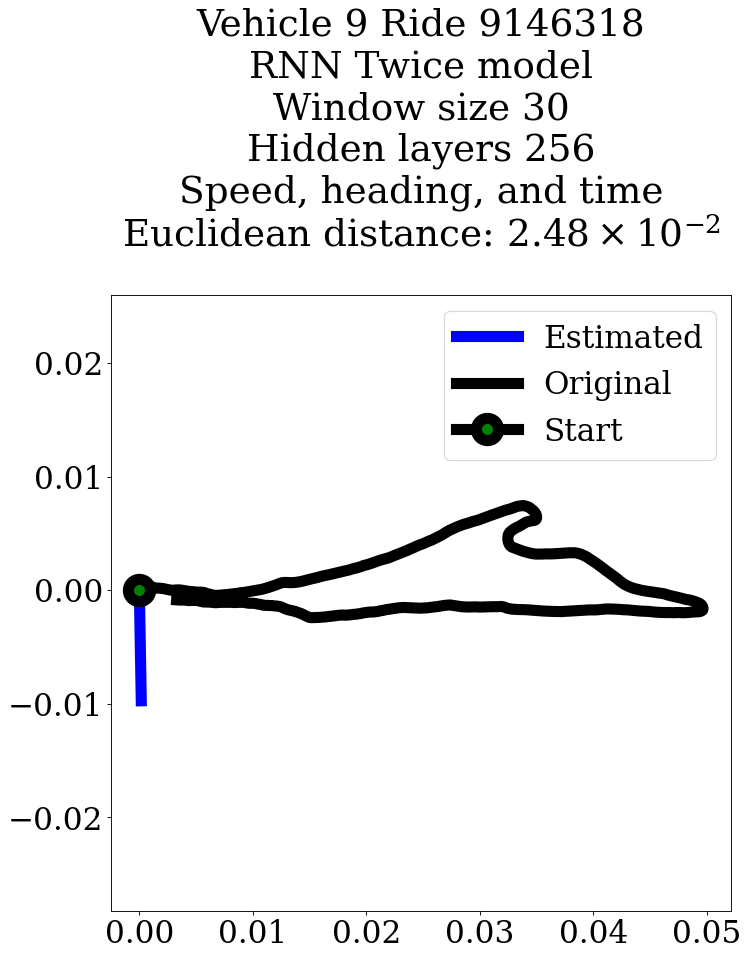 Vehicle 9 Ride 9146318
RNN Twice model
Window size 30
Hidden layers 256
Speed, heading, and time
Euclidean distance: 2.48 × 10⁻²
Estimated
Original
Start
0.02
0.01
0.00
−0.01
−0.02
0.00 0.01 0.02 0.03 0.04 0.05